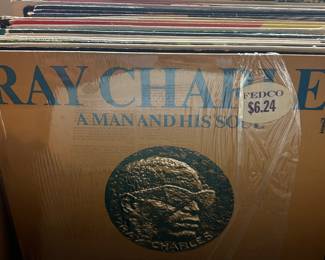 RAY CHARLE
A MAN AND HIS SOUL
FEDCO
$6.24
RAY CHARLES